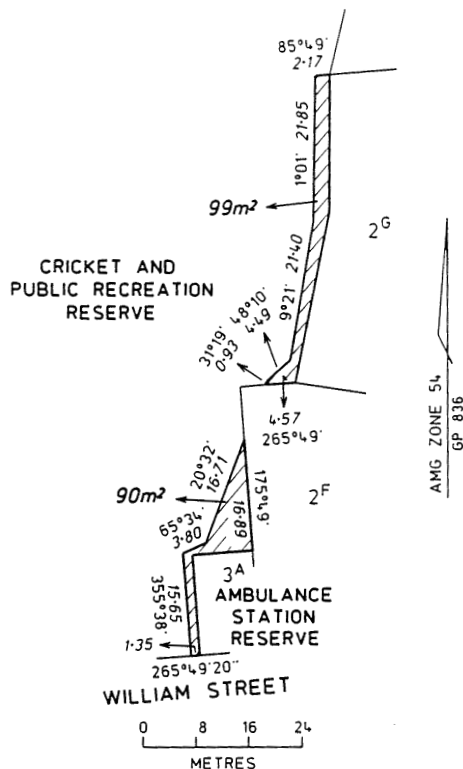 85°49'
2·17
1°01' 21·85
99m²
2G
9°21' 21·40
CRICKET AND
PUBLIC RECREATION
RESERVE
48°10'
4·49
31°19'
0·93
4·57
265°49'
AMG ZONE 54
GP 836
20°32'
16·71
90m²
175°49'
16·89
2F
65°34'
3·80
3A
AMBULANCE
STATION
RESERVE
15·65
355°38'
1·35
265°49'20"
WILLIAM STREET
0 8 16 24
METRES